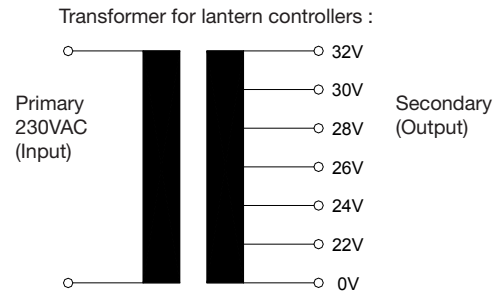 Transformer for lantern controllers :
32V
30V
Primary
230VAC
(Input)
Secondary
(Output)
28V
26V
24V
22V
0V